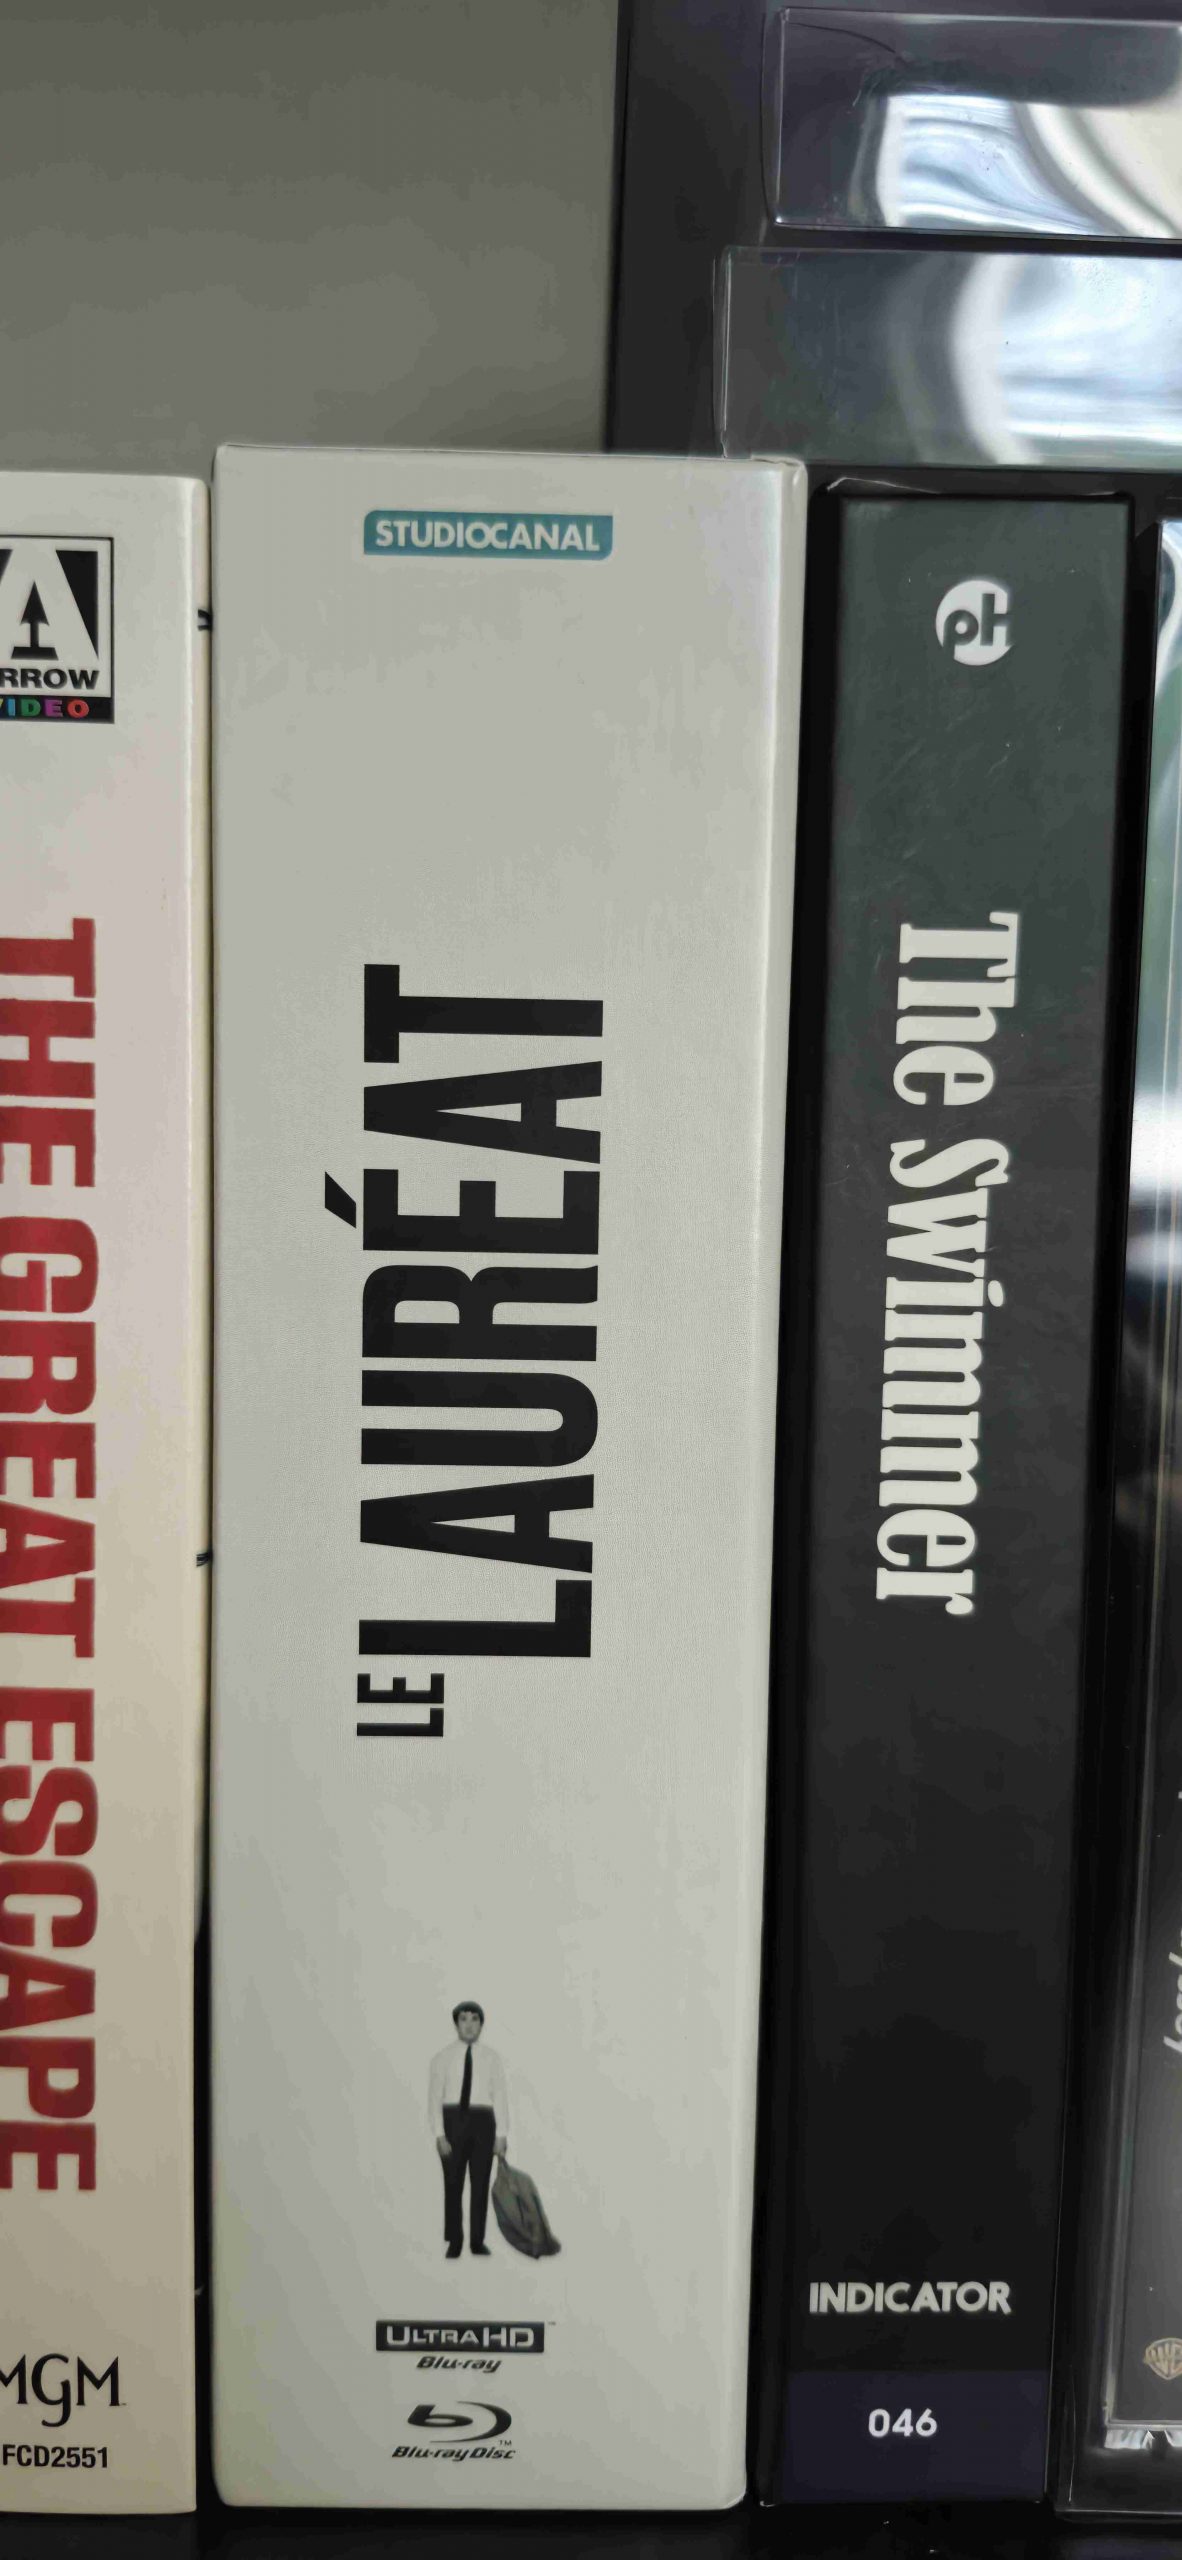 ARROW
VIDEO
THE GREAT ESCAPE
MGM
FCD2551
STUDIOCANAL
LE LAURÉAT
ULTRA HD
Blu-ray
Blu-ray Disc
pH
The Swimmer
INDICATOR
046